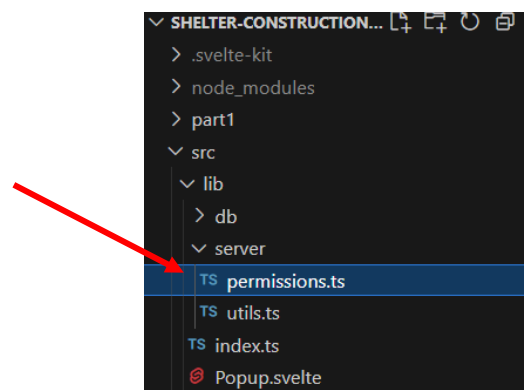 SHELTER-CONSTRUCTION...
.svelte-kit
node_modules
part1
src
lib
db
server
TS permissions.ts
TS utils.ts
TS index.ts
Popup.svelte